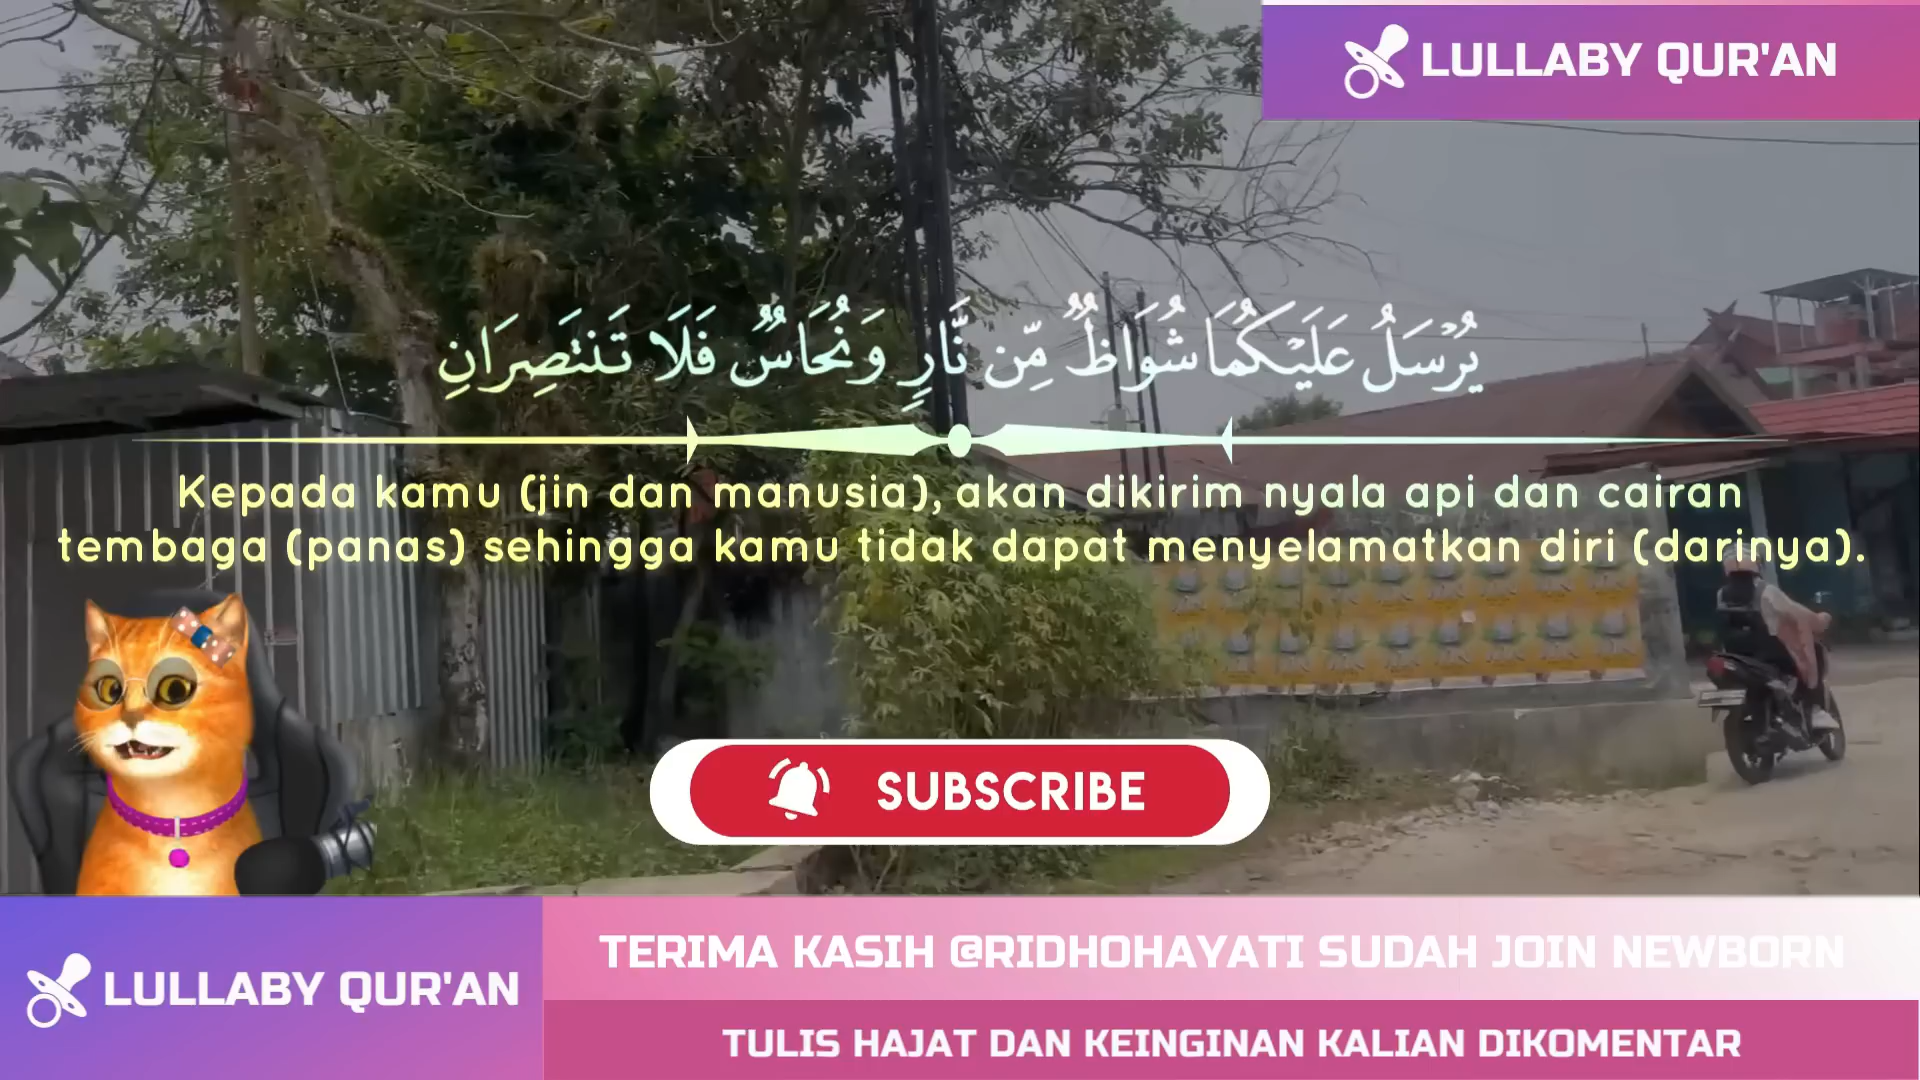 LULLABY QUR'AN
يُرْسَلُ عَلَيْكُمَا شُوَاظٌ مِّن نَّارٍ وَنُحَاسٌ فَلَا تَنتَصِرَانِ
Kepada kamu (jin dan manusia), akan dikirim nyala api dan cairan
tembaga (panas) sehingga kamu tidak dapat menyelamatkan diri (darinya).
SUBSCRIBE
LULLABY QUR'AN
TERIMA KASIH @RIDHOHAYATI SUDAH JOIN NEWBORN
TULIS HAJAT DAN KEINGINAN KALIAN DIKOMENTAR